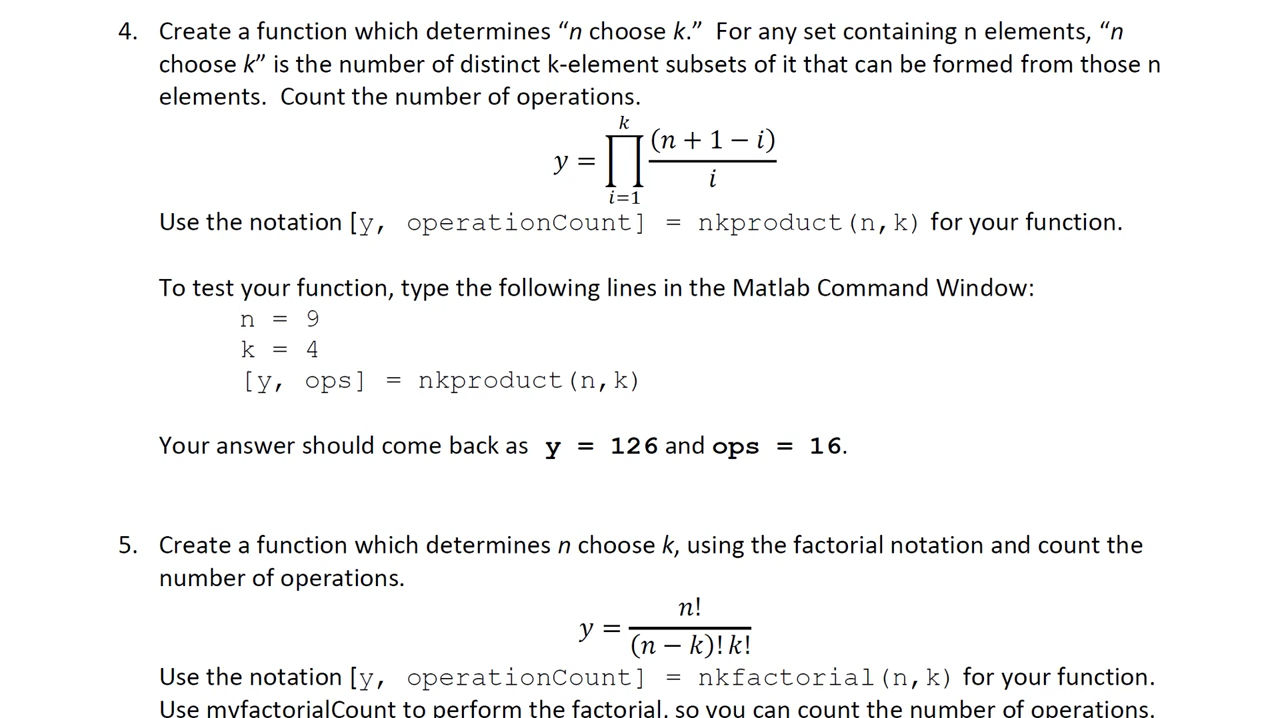 4. Create a function which determines “n choose k.” For any set containing n elements, “n
choose k” is the number of distinct k-element subsets of it that can be formed from those n
elements. Count the number of operations.
k
y = ∏ (n + 1 − i) / i
i=1
Use the notation [y, operationCount] = nkproduct(n,k) for your function.
To test your function, type the following lines in the Matlab Command Window:
n = 9
k = 4
[y, ops] = nkproduct(n,k)
Your answer should come back as y = 126 and ops = 16.
5. Create a function which determines n choose k, using the factorial notation and count the
number of operations.
y = n! / (n − k)! k!
Use the notation [y, operationCount] = nkfactorial(n,k) for your function.
Use myfactorialCount to perform the factorial, so you can count the number of operations.